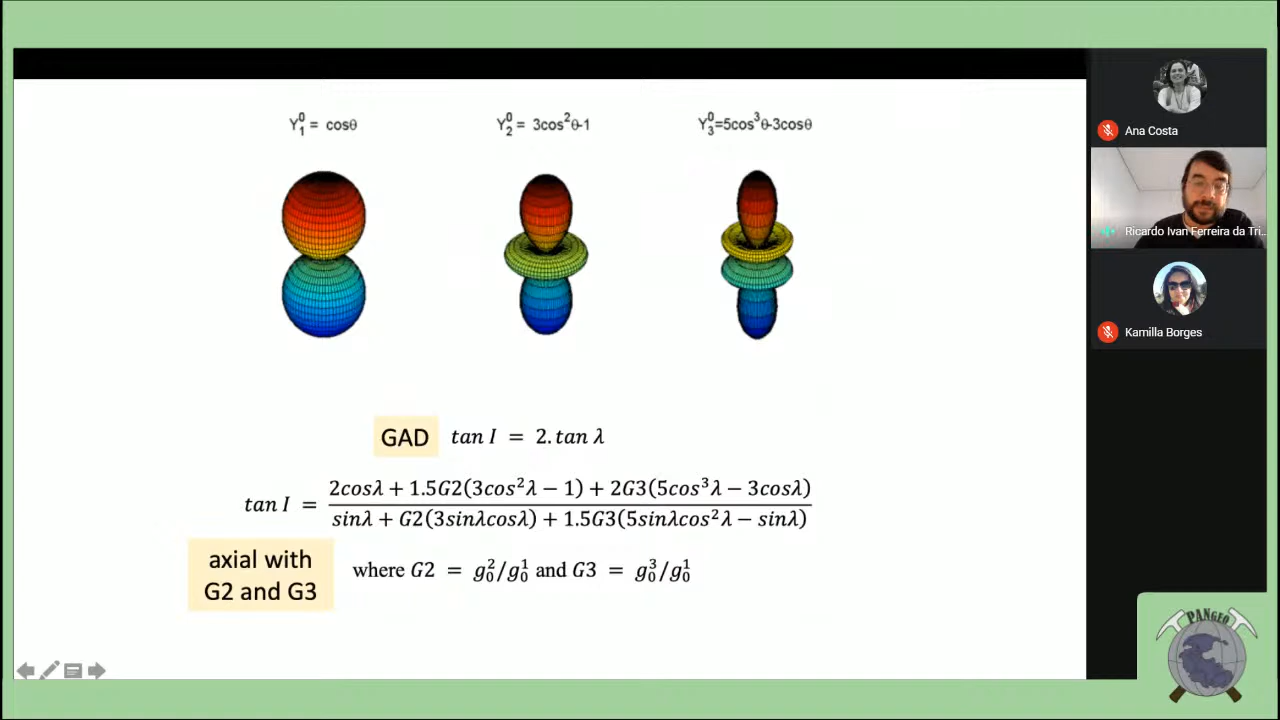 Y₁⁰ = cosθ
Y₂⁰ = 3cos²θ-1
Y₃⁰=5cos³θ-3cosθ
GAD
tan I = 2.tan λ
tan I = (2cosλ + 1.5G2(3cos²λ − 1) + 2G3(5cos³λ − 3cosλ)) / (sinλ + G2(3sinλcosλ) + 1.5G3(5sinλcos²λ − sinλ))
axial with
G2 and G3
where G2 = g₀²/g₀¹ and G3 = g₀³/g₀¹
Ana Costa
Ricardo Ivan Ferreira da Tri...
Kamilla Borges
PANGEO